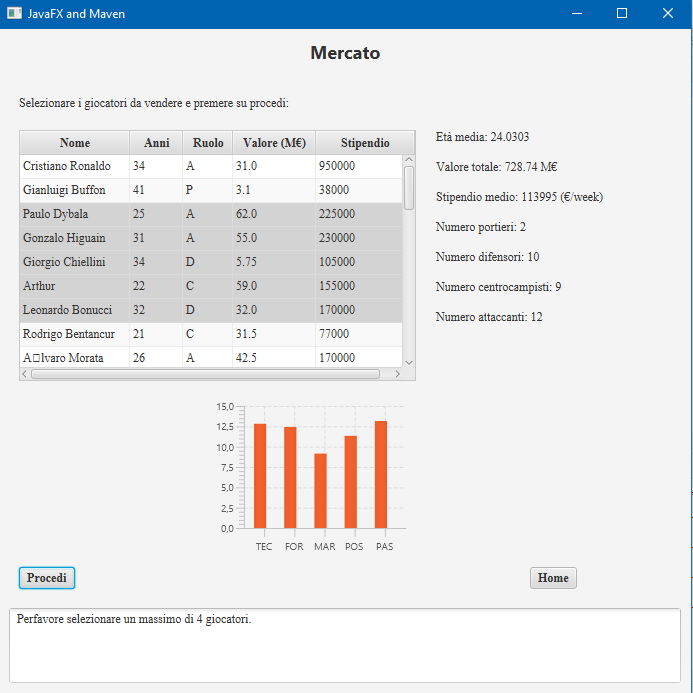 JavaFX and Maven
Mercato
Selezionare i giocatori da vendere e premere su procedi:
Nome Anni Ruolo Valore (M€) Stipendio
Cristiano Ronaldo 34 A 31.0 950000
Gianluigi Buffon 41 P 3.1 38000
Paulo Dybala 25 A 62.0 225000
Gonzalo Higuain 31 A 55.0 230000
Giorgio Chiellini 34 D 5.75 105000
Arthur 22 C 59.0 155000
Leonardo Bonucci 32 D 32.0 170000
Rodrigo Bentancur 21 C 31.5 77000
A▯lvaro Morata 26 A 42.5 170000
Età media: 24.0303
Valore totale: 728.74 M€
Stipendio medio: 113995 (€/week)
Numero portieri: 2
Numero difensori: 10
Numero centrocampisti: 9
Numero attaccanti: 12
15,0
12,5
10,0
7,5
5,0
2,5
0,0
TEC FOR MAR POS PAS
Procedi Home
Perfavore selezionare un massimo di 4 giocatori.